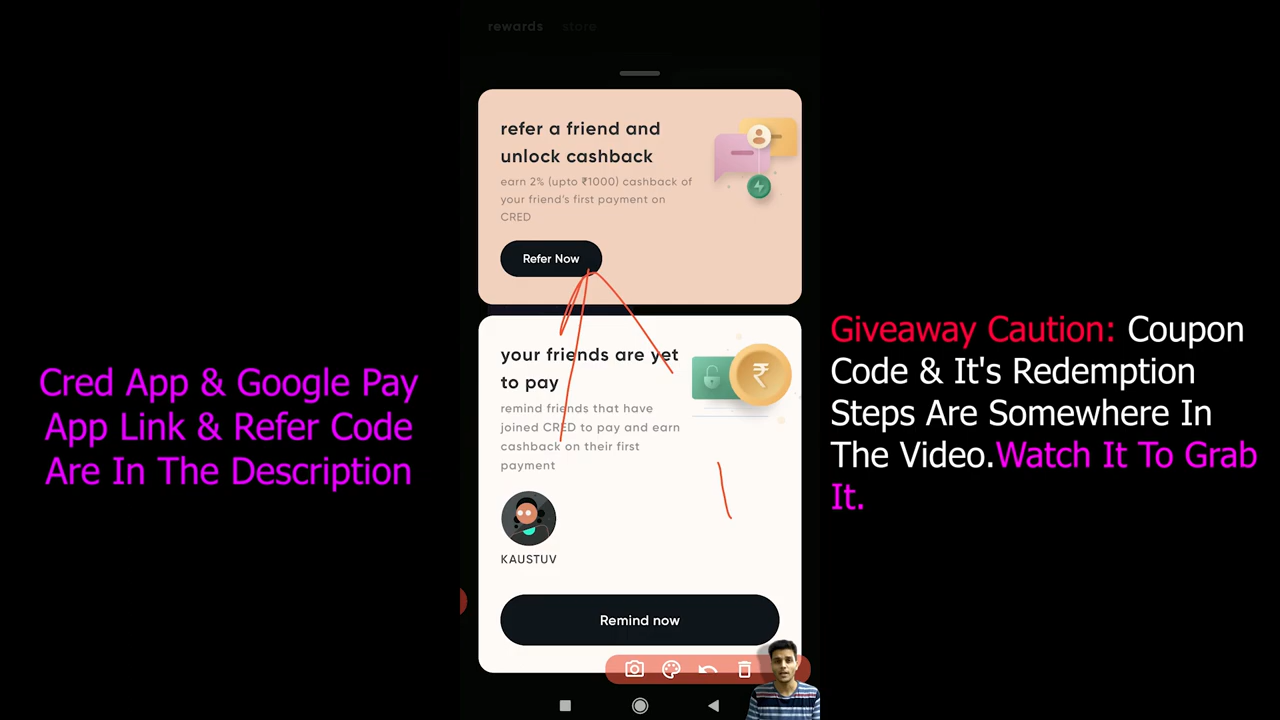 rewards store
refer a friend and
unlock cashback
earn 2% (upto ₹1000) cashback of
your friend's first payment on
CRED
Refer Now
your friends are yet
to pay
remind friends that have
joined CRED to pay and earn
cashback on their first
payment
KAUSTUV
Remind now
Cred App & Google Pay
App Link & Refer Code
Are In The Description
Giveaway Caution: Coupon
Code & It's Redemption
Steps Are Somewhere In
The Video.Watch It To Grab
It.